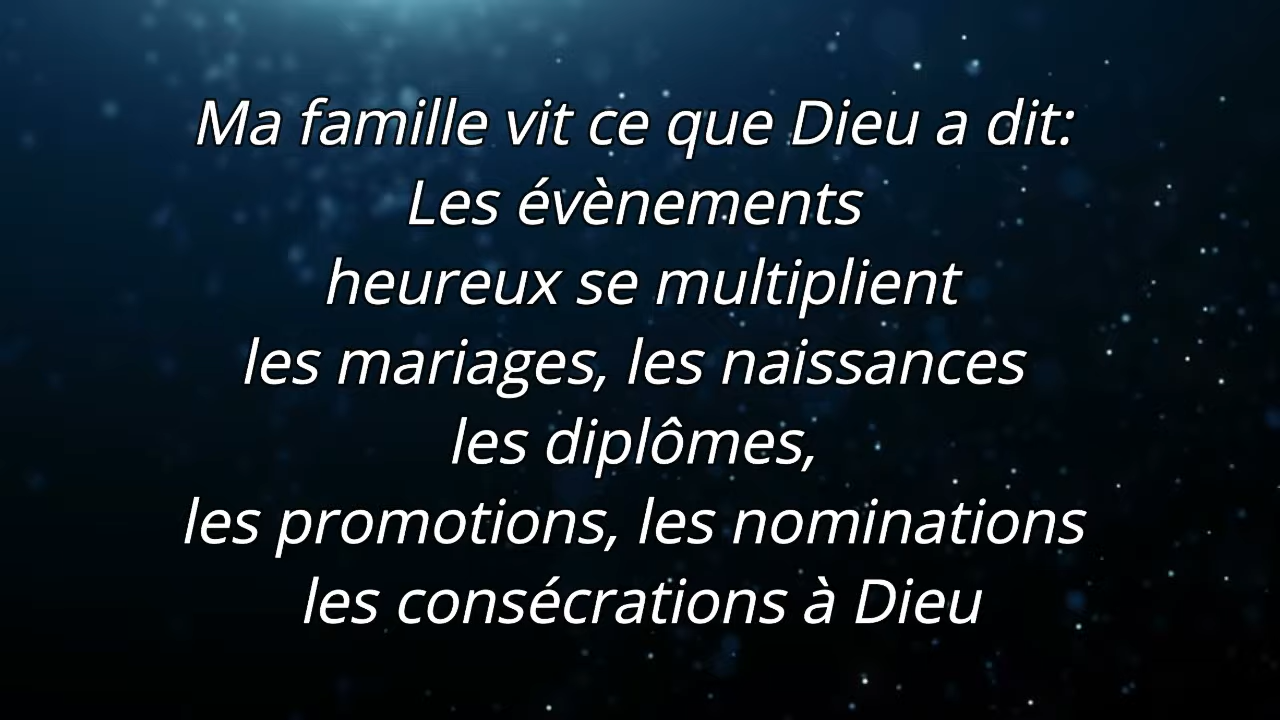 Ma famille vit ce que Dieu a dit:
Les évènements
heureux se multiplient
les mariages, les naissances
les diplômes,
les promotions, les nominations
les consécrations à Dieu